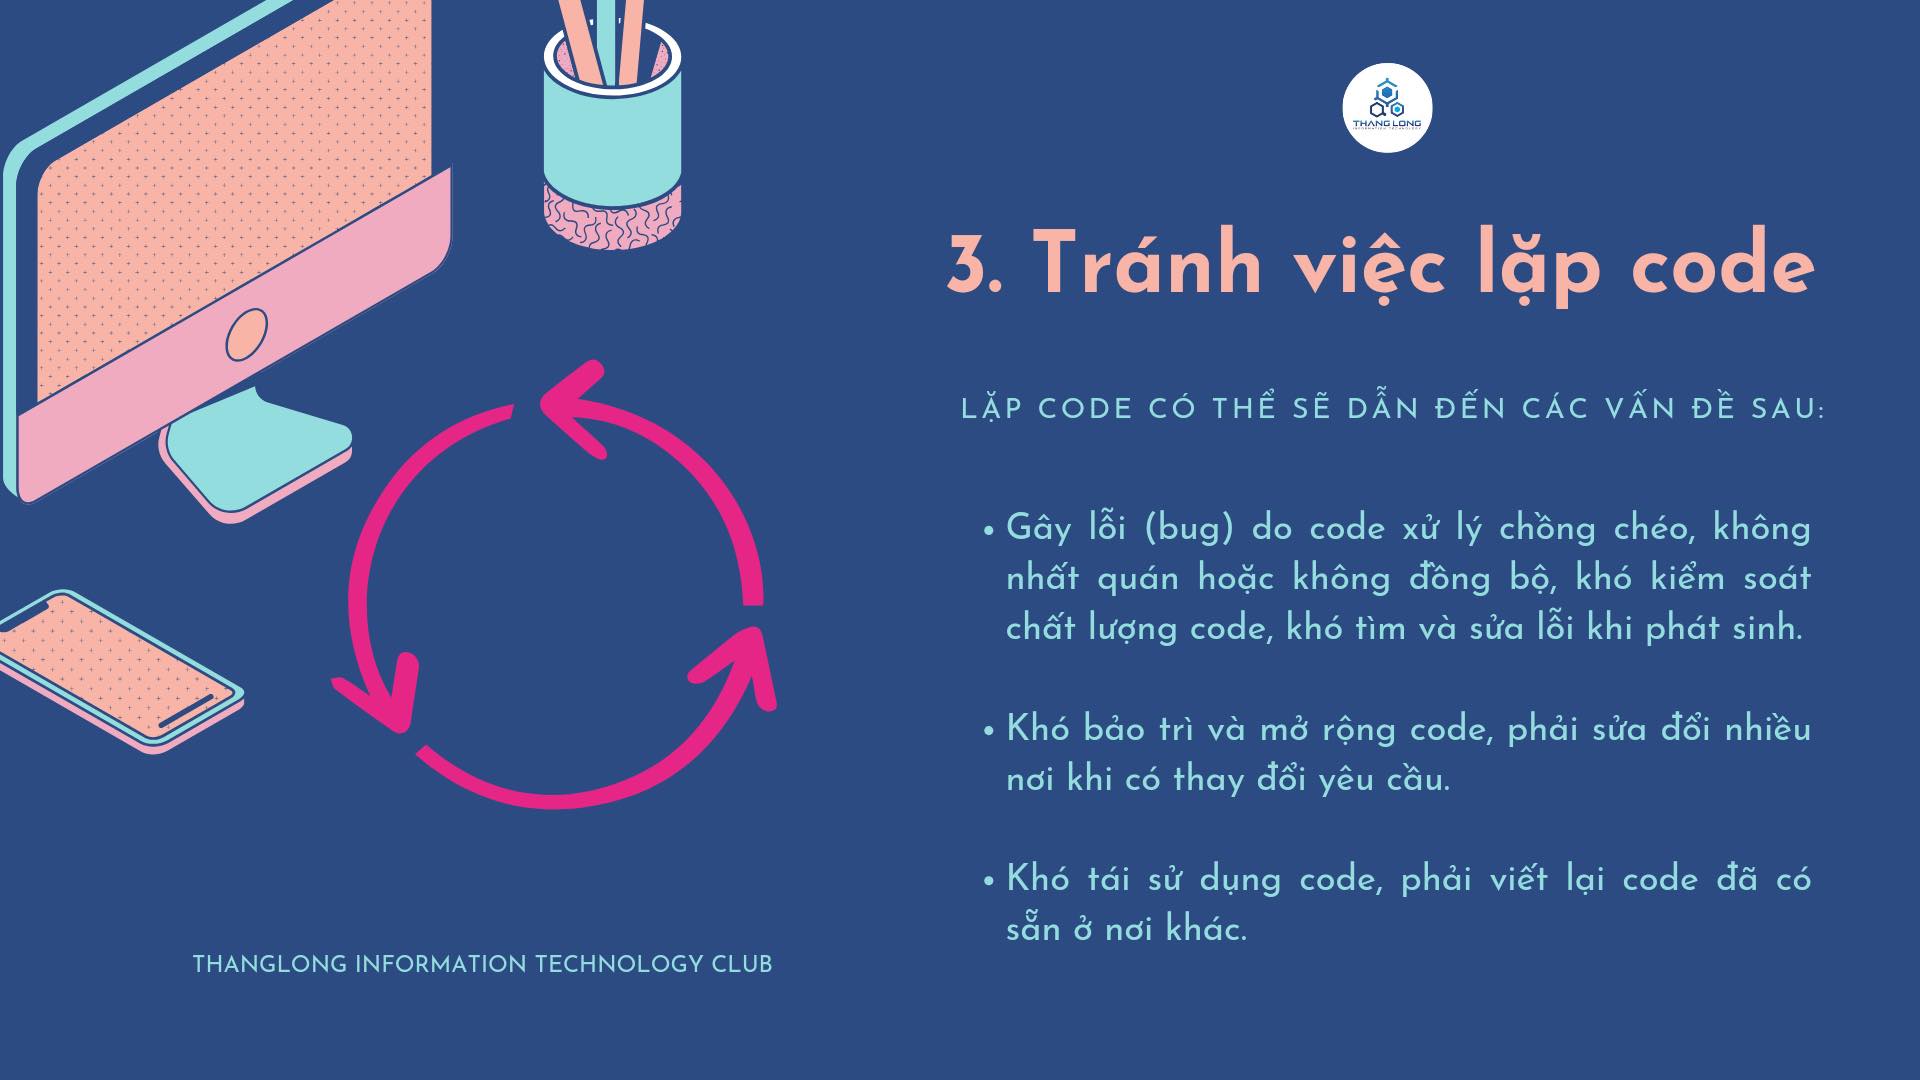 THANG LONG
INFORMATION TECHNOLOGY
3. Tránh việc lặp code
LẶP CODE CÓ THỂ SẼ DẪN ĐẾN CÁC VẤN ĐỀ SAU:
• Gây lỗi (bug) do code xử lý chồng chéo, không
nhất quán hoặc không đồng bộ, khó kiểm soát
chất lượng code, khó tìm và sửa lỗi khi phát sinh.
• Khó bảo trì và mở rộng code, phải sửa đổi nhiều
nơi khi có thay đổi yêu cầu.
• Khó tái sử dụng code, phải viết lại code đã có
sẵn ở nơi khác.
THANGLONG INFORMATION TECHNOLOGY CLUB